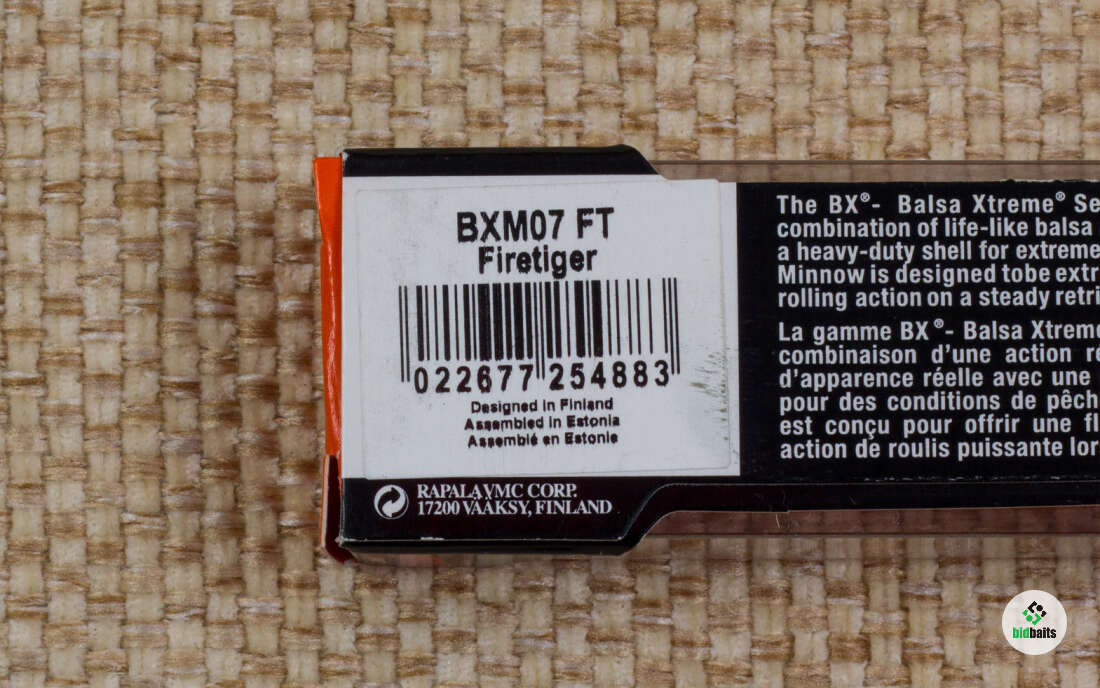 BXM07 FT
Firetiger
022677 254883
Designed in Finland
Assembled in Estonia
Assemblé en Estonie
RAPALA VMC CORP.
17200 VÄÄKSY, FINLAND
The BX®- Balsa Xtreme® Se
combination of life-like balsa
a heavy-duty shell for extreme
Minnow is designed tobe extr
rolling action on a steady retri
La gamme BX®- Balsa Xtreme
combinaison d'une action ré
d'apparence réelle avec une
pour des conditions de pêch
est conçu pour offrir une fl
action de roulis puissante lor
bidbaits